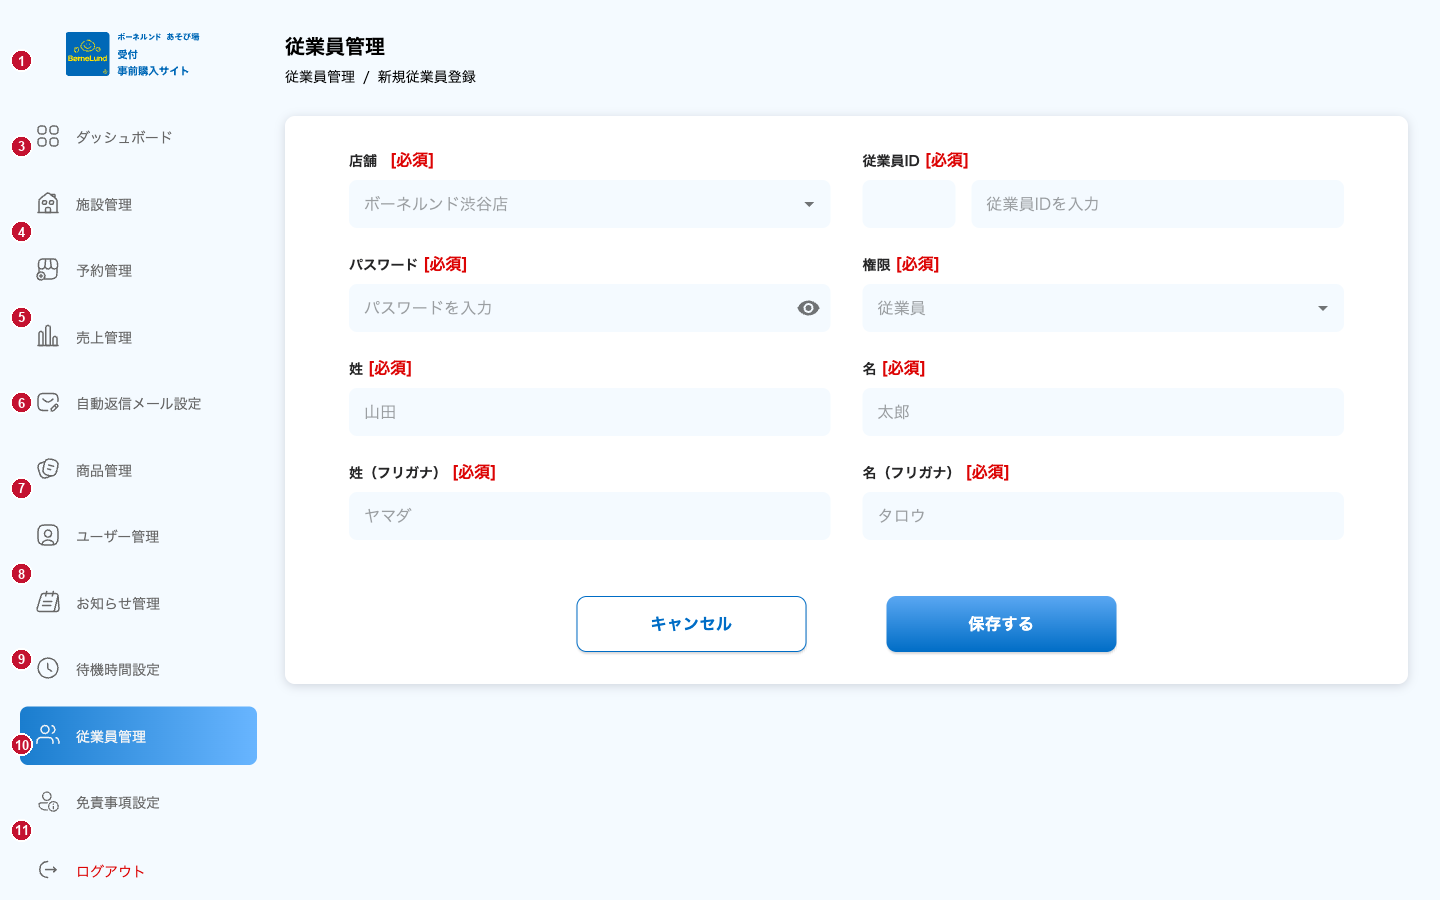 1
BørneLund
ボーネルンド あそび場
受付
事前購入サイト
3
ダッシュボード
施設管理
4
予約管理
5
売上管理
6
自動返信メール設定
商品管理
7
ユーザー管理
8
お知らせ管理
9
待機時間設定
10
従業員管理
免責事項設定
11
ログアウト
従業員管理
従業員管理 / 新規従業員登録
店舗 [必須]
ボーネルンド渋谷店
従業員ID [必須]
従業員IDを入力
パスワード [必須]
パスワードを入力
権限 [必須]
従業員
姓 [必須]
山田
名 [必須]
太郎
姓（フリガナ） [必須]
ヤマダ
名（フリガナ） [必須]
タロウ
キャンセル
保存する